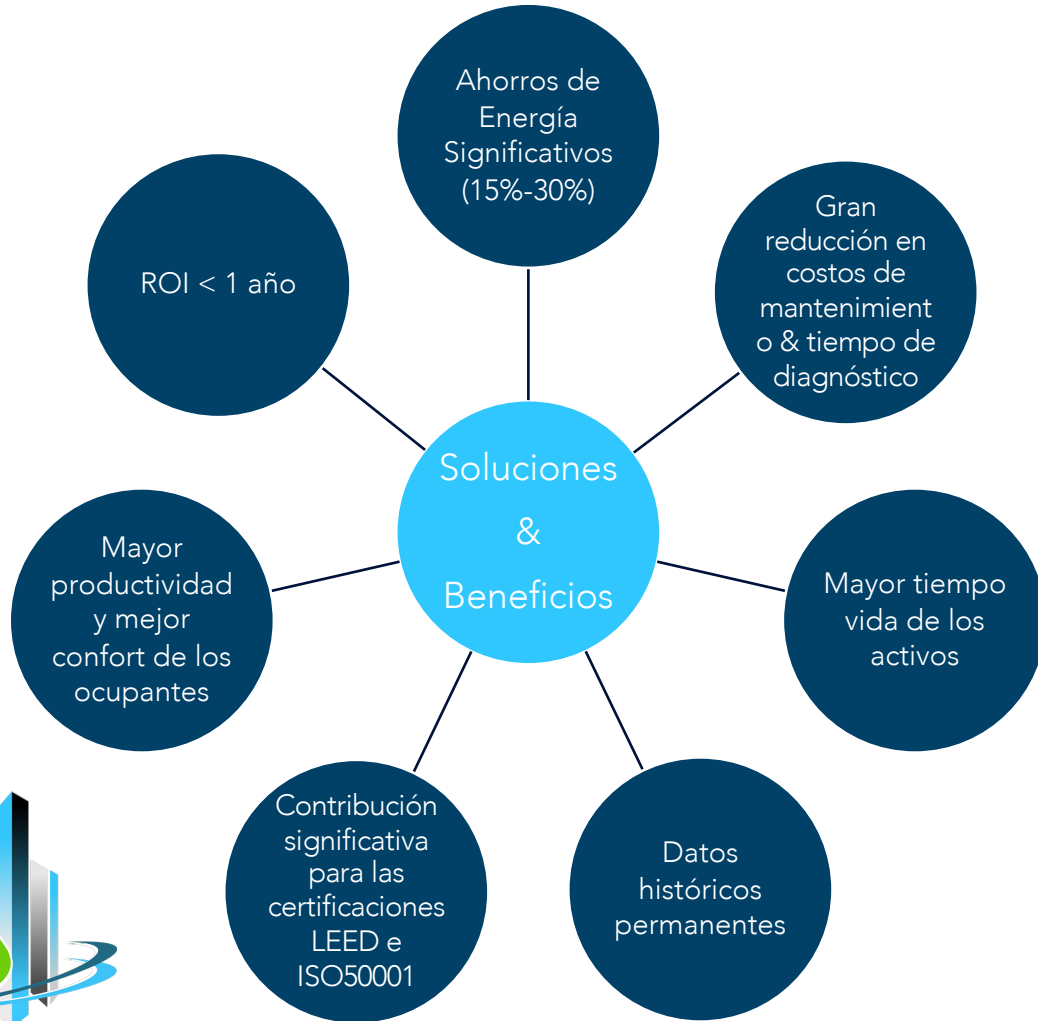 Ahorros de
Energía
Significativos
(15%-30%)
Gran
reducción en
costos de
mantenimient
o & tiempo de
diagnóstico
ROI < 1 año
Soluciones
&
Beneficios
Mayor
productividad
y mejor
confort de los
ocupantes
Mayor tiempo
vida de los
activos
Contribución
significativa
para las
certificaciones
LEED e
ISO50001
Datos
históricos
permanentes